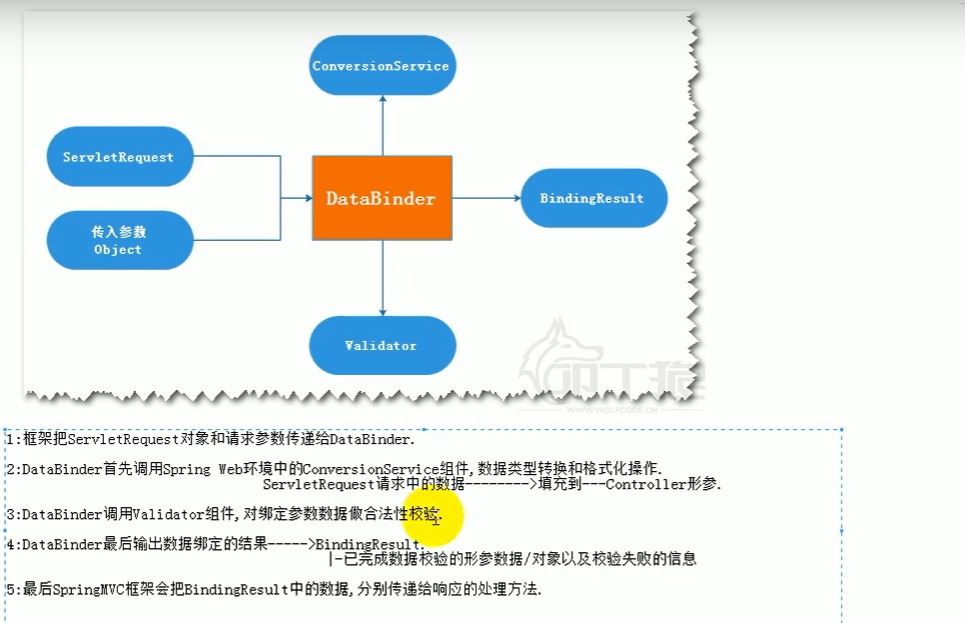 ConversionService
ServletRequest
DataBinder
BindingResult
传入参数
Object
Validator
WWW.WOLFCODE.CN
1:框架把ServletRequest对象和请求参数传递给DataBinder.
2:DataBinder首先调用Spring Web环境中的ConversionService组件,数据类型转换和格式化操作.
ServletRequest请求中的数据-------->填充到---Controller形参.
3:DataBinder调用Validator组件,对绑定参数数据做合法性校验.
4:DataBinder最后输出数据绑定的结果----->BindingResult.
|-已完成数据校验的形参数据/对象以及校验失败的信息
5:最后SpringMVC框架会把BindingResult中的数据,分别传递给响应的处理方法.